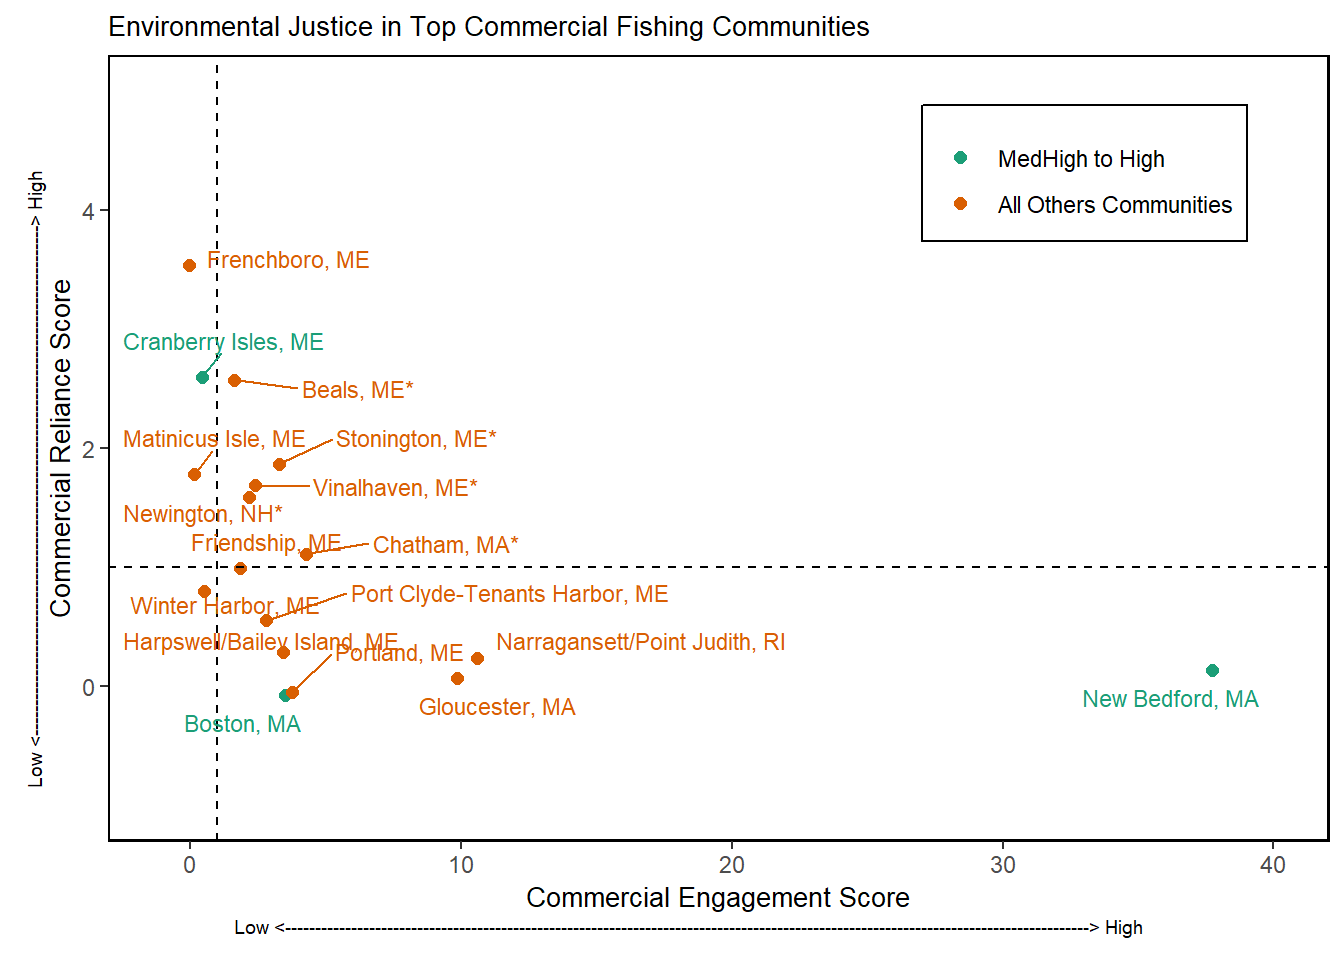 Environmental Justice in Top Commercial Fishing Communities
MedHigh to High
All Others Communities
Low <--------------------------------------------------------------> High
Commercial Reliance Score
4
2
0
Frenchboro, ME
Cranberry Isles, ME
Beals, ME*
Matinicus Isle, ME
Stonington, ME*
Vinalhaven, ME*
Newington, NH*
Friendship, ME
Chatham, MA*
Winter Harbor, ME
Port Clyde-Tenants Harbor, ME
Harpswell/Bailey Island, ME
Portland, ME
Narragansett/Point Judith, RI
Gloucester, MA
Boston, MA
New Bedford, MA
0
10
20
30
40
Commercial Engagement Score
Low <--------------------------------------------------------------------------------------------------> High